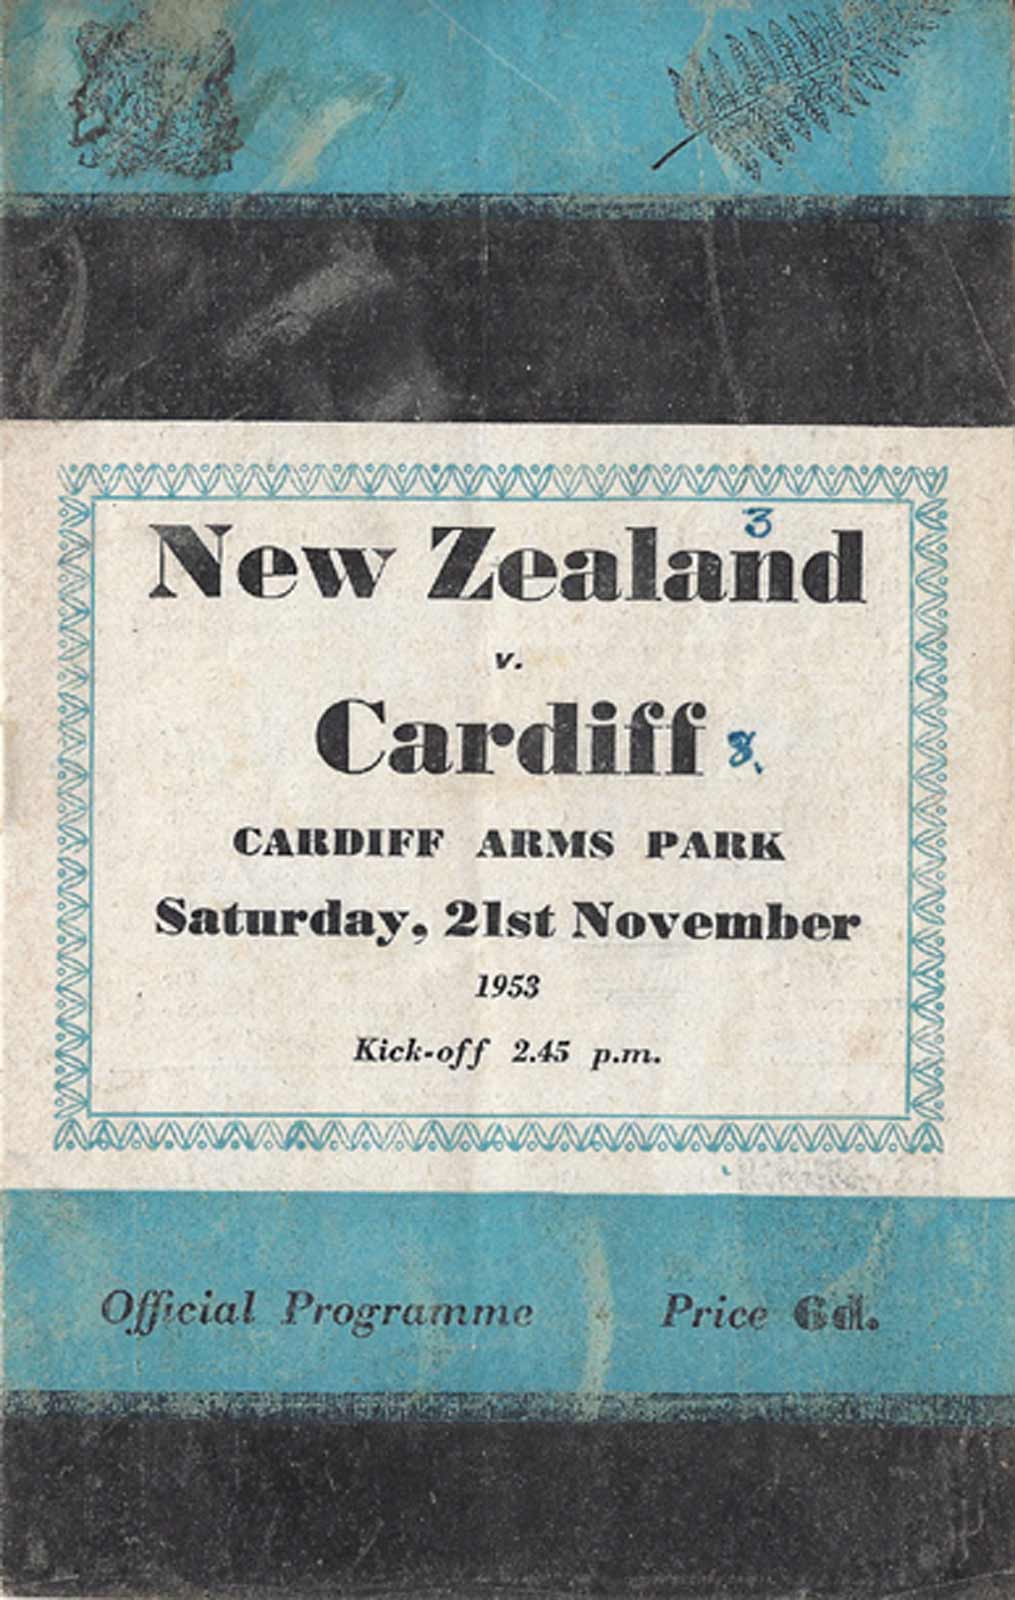 3
New Zealand
v.
Cardiff 8
CARDIFF ARMS PARK
Saturday, 21st November
1953
Kick-off 2.45 p.m.
Official Programme Price 6d.